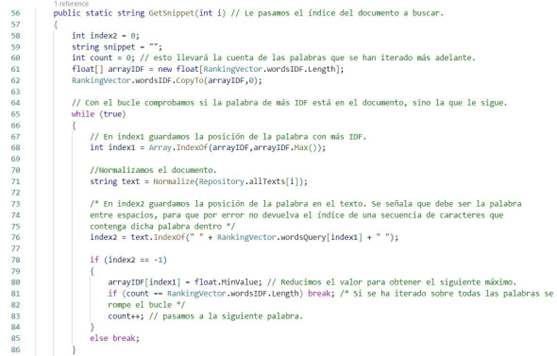 1 reference
56 public static string GetSnippet(int i) // Le pasamos el índice del documento a buscar.
57 {
58 int index2 = 0;
59 string snippet = "";
60 int count = 0; // esto llevará la cuenta de las palabras que se han iterado más adelante.
61 float[] arrayIDF = new float[RankingVector.wordsIDF.Length];
62 RankingVector.wordsIDF.CopyTo(arrayIDF,0);
63
64 // Con el bucle comprobamos si la palabra de más IDF está en el documento, sino la que le sigue.
65 while (true)
66 {
67 // En index1 guardamos la posición de la palabra con más IDF.
68 int index1 = Array.IndexOf(arrayIDF,arrayIDF.Max());
69
70 //Normalizamos el documento.
71 string text = Normalize(Repository.allTexts[i]);
72
73 /* En index2 guardamos la posición de la palabra en el texto. Se señala que debe ser la palabra
74 entre espacios, para que por error no devuelva el índice de una secuencia de caracteres que
75 contenga dicha palabra dentro */
76 index2 = text.IndexOf(" " + RankingVector.wordsQuery[index1] + " ");
77
78 if (index2 == -1)
79 {
80 arrayIDF[index1] = float.MinValue; // Reducimos el valor para obtener el siguiente máximo.
81 if (count == RankingVector.wordsIDF.Length) break; /* Si se ha iterado sobre todas las palabras se
82 rompe el bucle */
83 count++; // pasamos a la siguiente palabra.
84 }
85 else break;
86 }